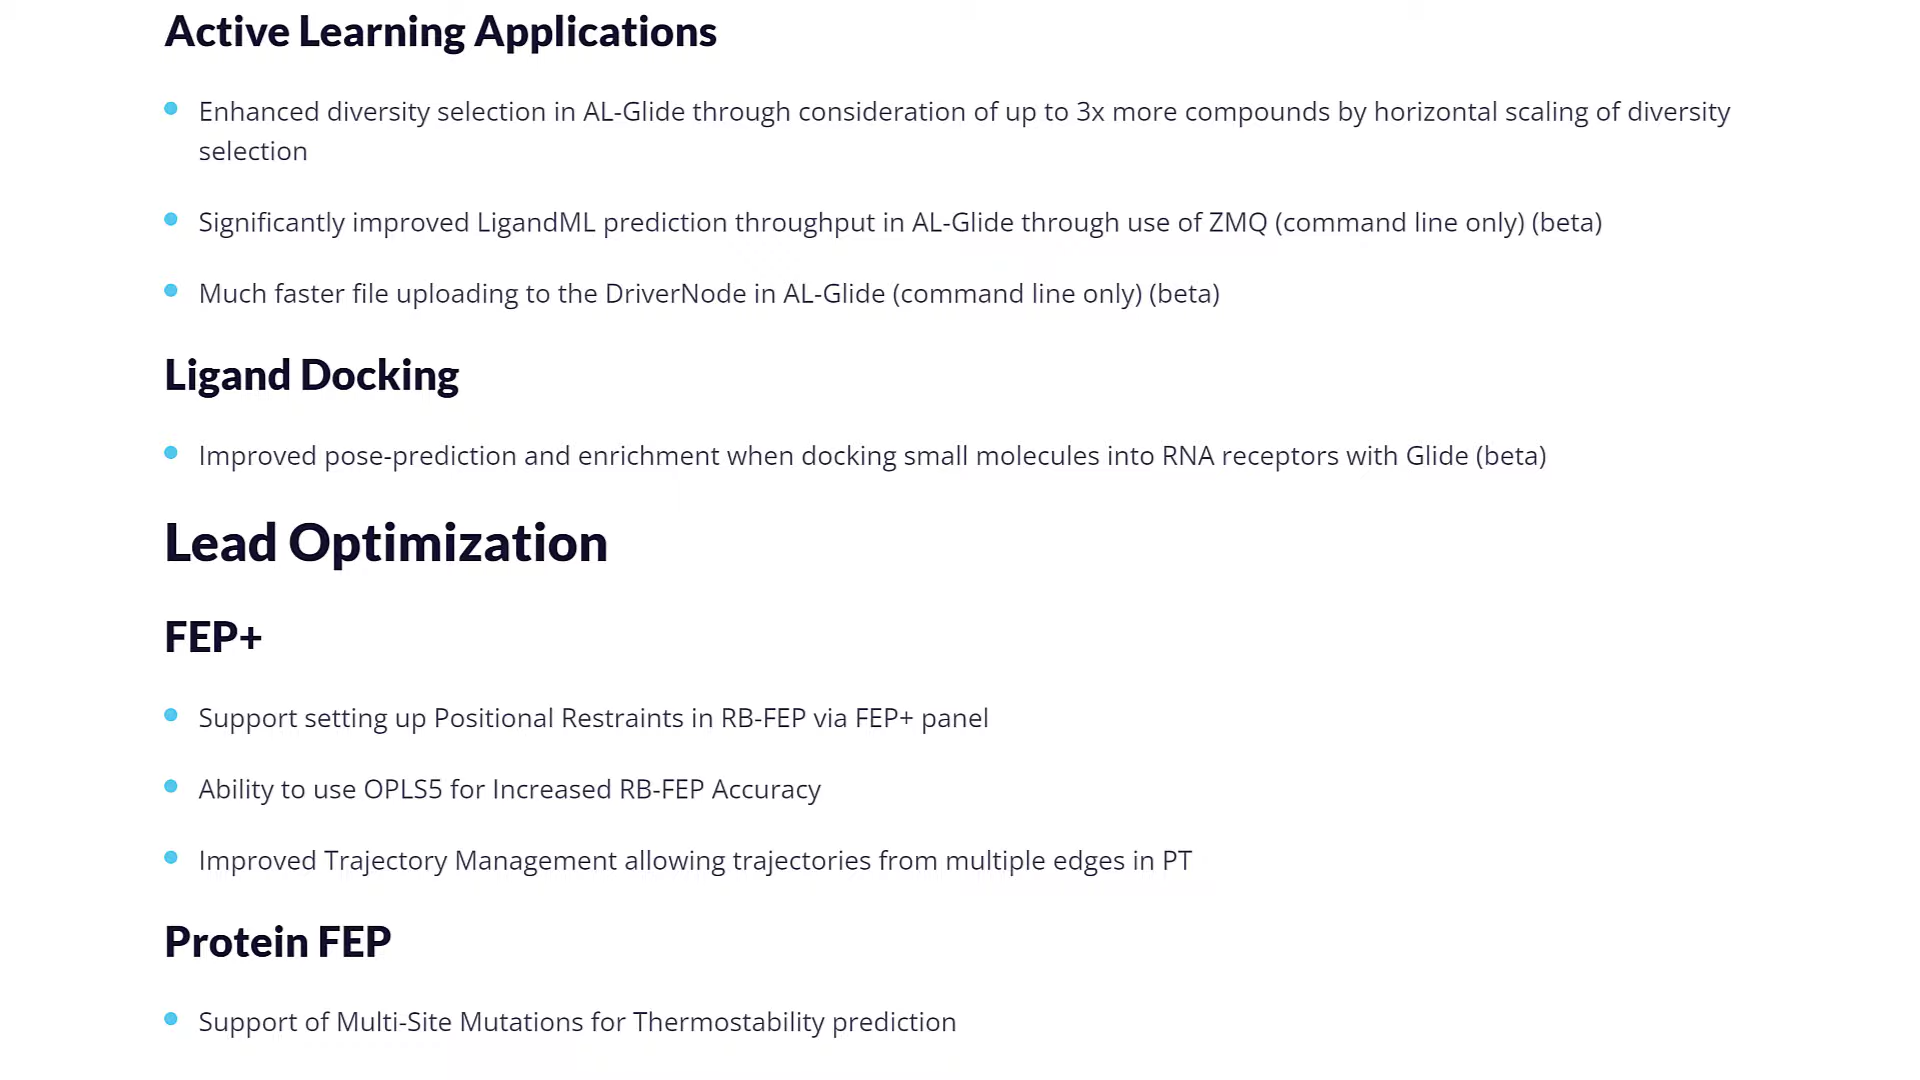 Active Learning Applications
Enhanced diversity selection in AL-Glide through consideration of up to 3x more compounds by horizontal scaling of diversity
selection
Significantly improved LigandML prediction throughput in AL-Glide through use of ZMQ (command line only) (beta)
Much faster file uploading to the DriverNode in AL-Glide (command line only) (beta)
Ligand Docking
Improved pose-prediction and enrichment when docking small molecules into RNA receptors with Glide (beta)
Lead Optimization
FEP+
Support setting up Positional Restraints in RB-FEP via FEP+ panel
Ability to use OPLS5 for Increased RB-FEP Accuracy
Improved Trajectory Management allowing trajectories from multiple edges in PT
Protein FEP
Support of Multi-Site Mutations for Thermostability prediction